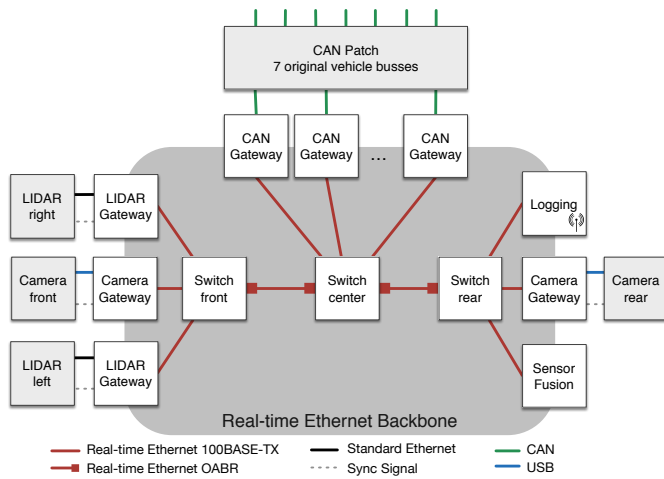 CAN Patch
7 original vehicle busses
CAN
Gateway
CAN
Gateway
...
CAN
Gateway
LIDAR
right
LIDAR
Gateway
Logging
Camera
front
Camera
Gateway
Switch
front
Switch
center
Switch
rear
Camera
Gateway
Camera
rear
LIDAR
left
LIDAR
Gateway
Sensor
Fusion
Real-time Ethernet Backbone
Real-time Ethernet 100BASE-TX
Standard Ethernet
CAN
Real-time Ethernet OABR
Sync Signal
USB